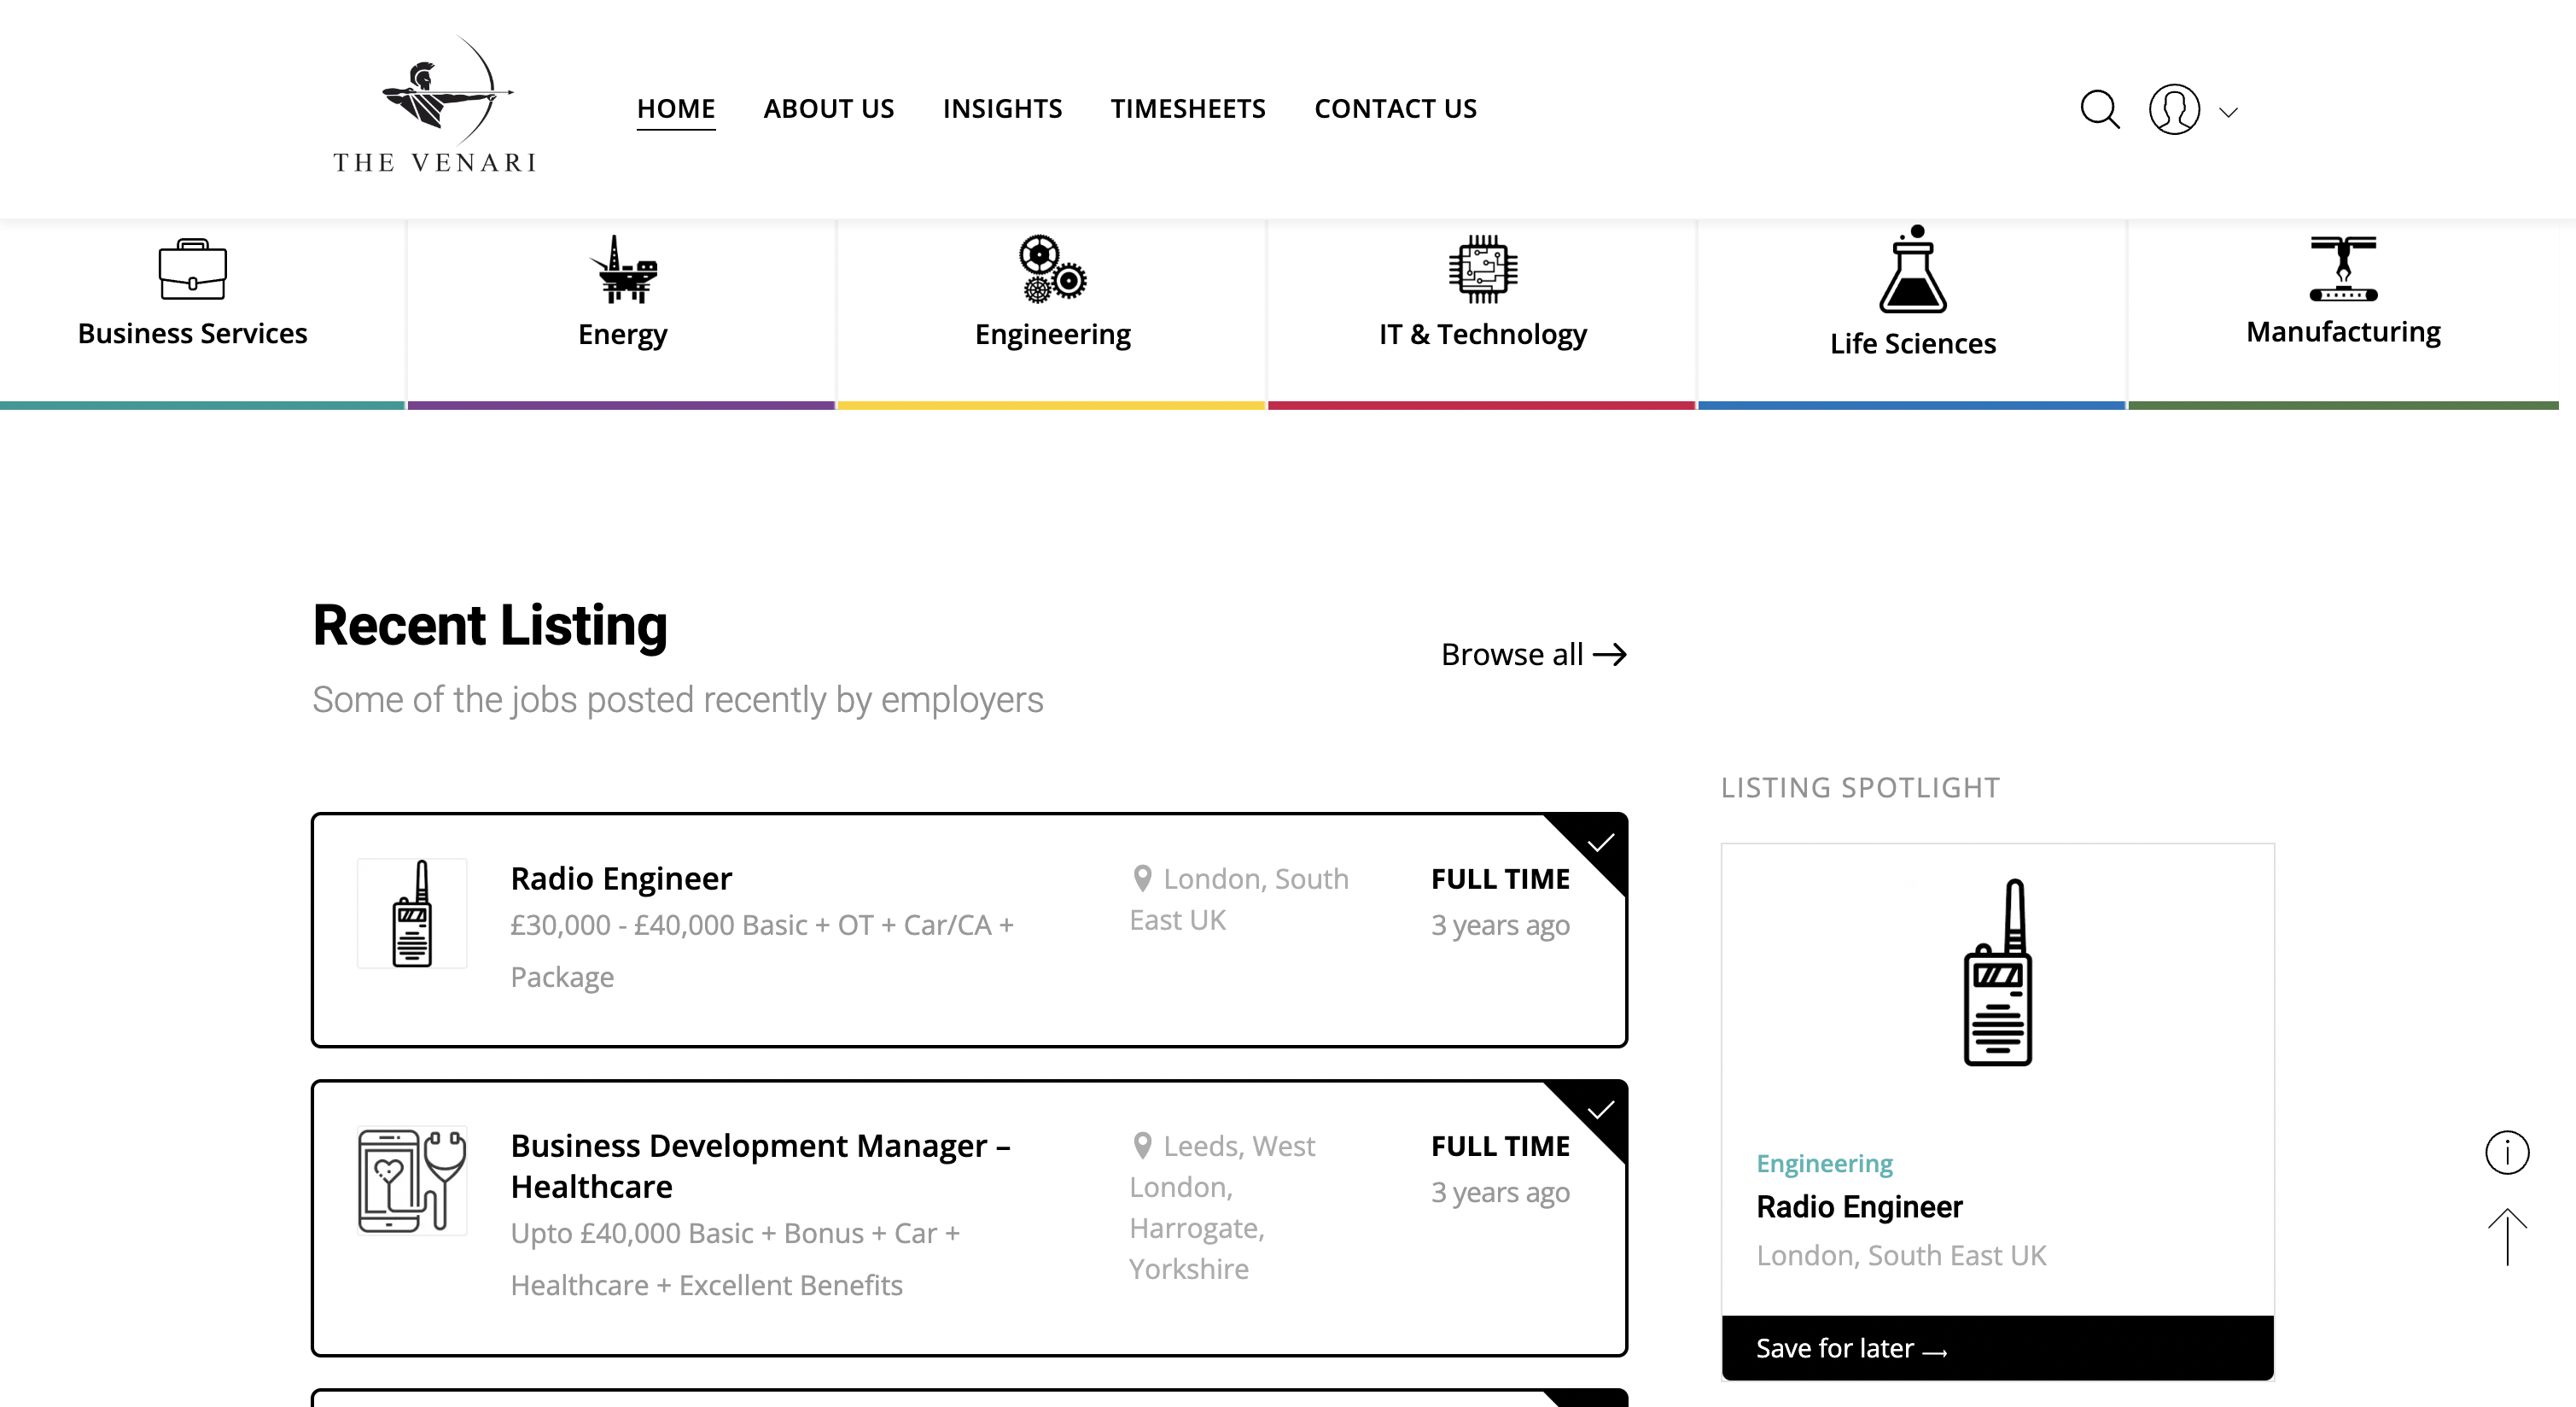 THE VENARI
HOME
ABOUT US
INSIGHTS
TIMESHEETS
CONTACT US
Business Services
Energy
Engineering
IT & Technology
Life Sciences
Manufacturing
Recent Listing
Browse all
Some of the jobs posted recently by employers
Radio Engineer
£30,000 - £40,000 Basic + OT + Car/CA +
Package
London, South
East UK
FULL TIME
3 years ago
Business Development Manager –
Healthcare
Upto £40,000 Basic + Bonus + Car +
Healthcare + Excellent Benefits
Leeds, West
London,
Harrogate,
Yorkshire
FULL TIME
3 years ago
LISTING SPOTLIGHT
Engineering
Radio Engineer
London, South East UK
Save for later